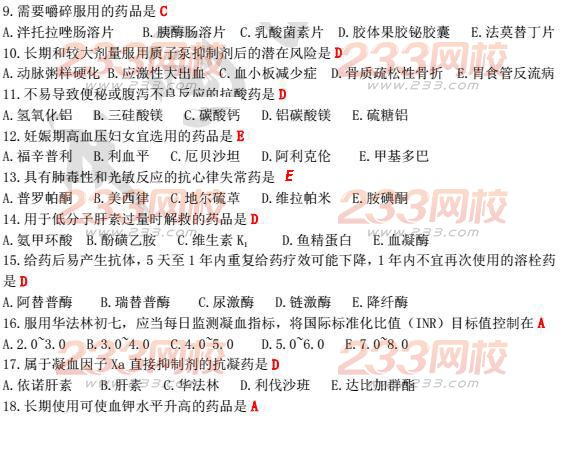 9.需要嚼碎服用的药品是 C
A.泮托拉唑肠溶片 B.胰酶肠溶片 C.乳酸菌素片 D.胶体果胶铋胶囊 E.法莫替丁片
10.长期和较大剂量服用质子泵抑制剂后的潜在风险是 D
A.动脉粥样硬化 B.应激性大出血 C.血小板减少症 D.骨质疏松性骨折 E.胃食管反流病
11.不易导致便秘或腹泻不良反应的抗酸药是 D
A.氢氧化铝 B.三硅酸镁 C.碳酸钙 D.铝碳酸镁 E.硫糖铝
12.妊娠期高血压妇女宜选用的药品是 E
A.福辛普利 B.利血平 C.厄贝沙坦 D.阿利克伦 E.甲基多巴
13.具有肺毒性和光敏反应的抗心律失常药是 E
A.普罗帕酮 B.美西律 C.地尔硫䓬 D.维拉帕米 E.胺碘酮
14.用于低分子肝素过量时解救的药品是 D
A.氨甲环酸 B.酚磺乙胺 C.维生素 K₁ D.鱼精蛋白 E.血凝酶
15.给药后易产生抗体,5 天至 1 年内重复给药疗效可能下降,1 年内不宜再次使用的溶栓药
是 D
A.阿替普酶 B.瑞替普酶 C.尿激酶 D.链激酶 E.降纤酶
16.服用华法林初七,应当每日监测凝血指标,将国际标准化比值(INR)目标值控制在 A
A.2.0~3.0 B.3.0~4.0 C.4.0~5.0 D.5.0~6.0 E.7.0~8.0
17.属于凝血因子 Xa 直接抑制剂的抗凝药是 D
A.依诺肝素 B.肝素 C.华法林 D.利伐沙班 E.达比加群酯
18.长期使用可使血钾水平升高的药品是 A